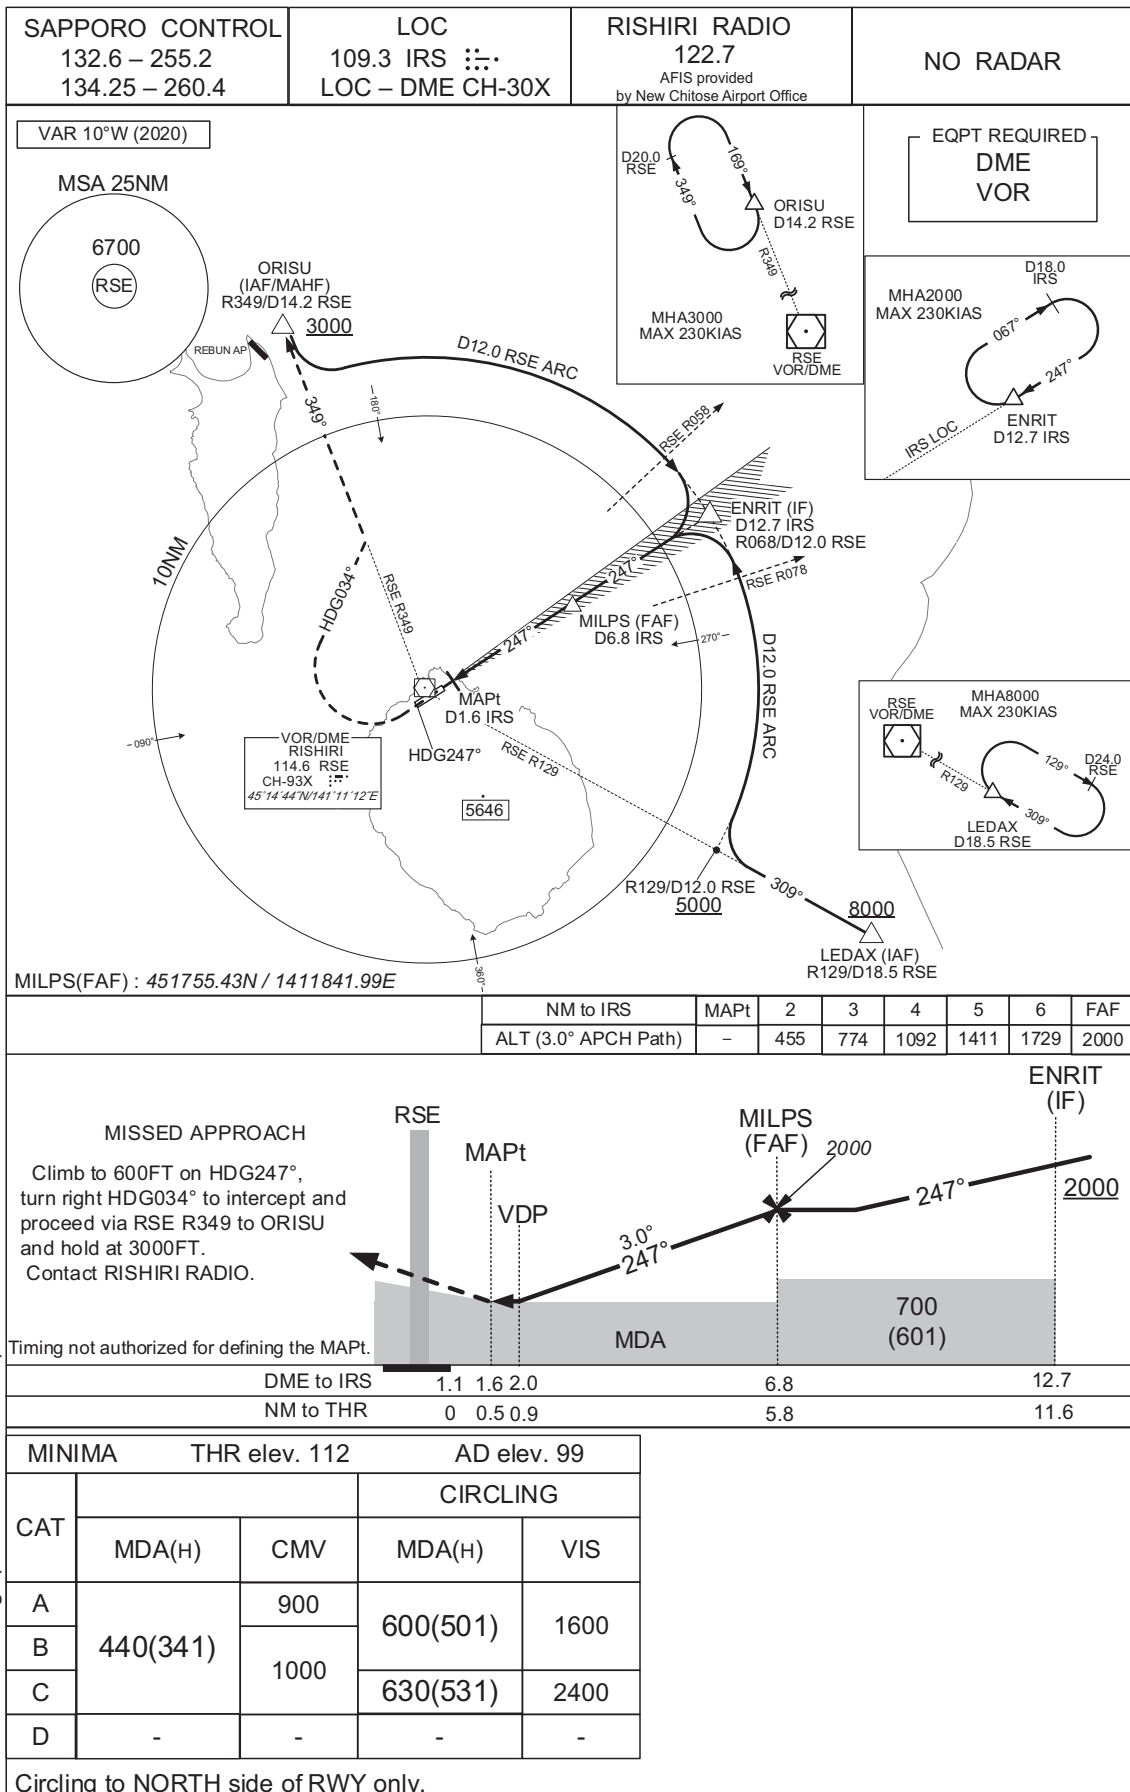 SAPPORO CONTROL
132.6 – 255.2
134.25 – 260.4
LOC
109.3 IRS
LOC – DME CH-30X
RISHIRI RADIO
122.7
AFIS provided
by New Chitose Airport Office
NO RADAR
VAR 10°W (2020)
MSA 25NM
6700
RSE
EQPT REQUIRED
DME
VOR
D20.0
RSE
169°
349°
ORISU
D14.2 RSE
R349
MHA3000
MAX 230KIAS
RSE
VOR/DME
D18.0
IRS
MHA2000
MAX 230KIAS
067°
247°
ENRIT
D12.7 IRS
IRS LOC
ORISU
(IAF/MAHF)
R349/D14.2 RSE
3000
REBUN AP
D12.0 RSE ARC
349°
–180°–
RSE R058
ENRIT (IF)
D12.7 IRS
R068/D12.0 RSE
10NM
HDG034°
RSE R349
247°
RSE R078
MILPS (FAF)
D6.8 IRS
270°–
247°
D12.0 RSE ARC
MAPt
D1.6 IRS
–090°–
VOR/DME
RISHIRI
114.6 RSE
CH-93X
45°14´44˝N/141°11´12˝E
HDG247°
RSE R129
5646
RSE
VOR/DME
MHA8000
MAX 230KIAS
129°
D24.0
RSE
R129
309°
LEDAX
D18.5 RSE
R129/D12.0 RSE
5000
309°
8000
LEDAX (IAF)
R129/D18.5 RSE
360°–
MILPS(FAF) : 451755.43N / 1411841.99E
NM to IRS MAPt 2 3 4 5 6 FAF
ALT (3.0° APCH Path) – 455 774 1092 1411 1729 2000
ENRIT
(IF)
RSE
MILPS
(FAF)
2000
MISSED APPROACH
MAPt
Climb to 600FT on HDG247°,
turn right HDG034° to intercept and
proceed via RSE R349 to ORISU
and hold at 3000FT.
Contact RISHIRI RADIO.
VDP
247°
2000
3.0°
247°
700
(601)
MDA
Timing not authorized for defining the MAPt.
DME to IRS 1.1 1.6 2.0 6.8 12.7
NM to THR 0 0.5 0.9 5.8 11.6
MINIMA THR elev. 112 AD elev. 99
CAT
CIRCLING
MDA(H) CMV MDA(H) VIS
A 440(341) 900 600(501) 1600
B 1000
C 630(531) 2400
D - - - -
Circling to NORTH side of RWY only.